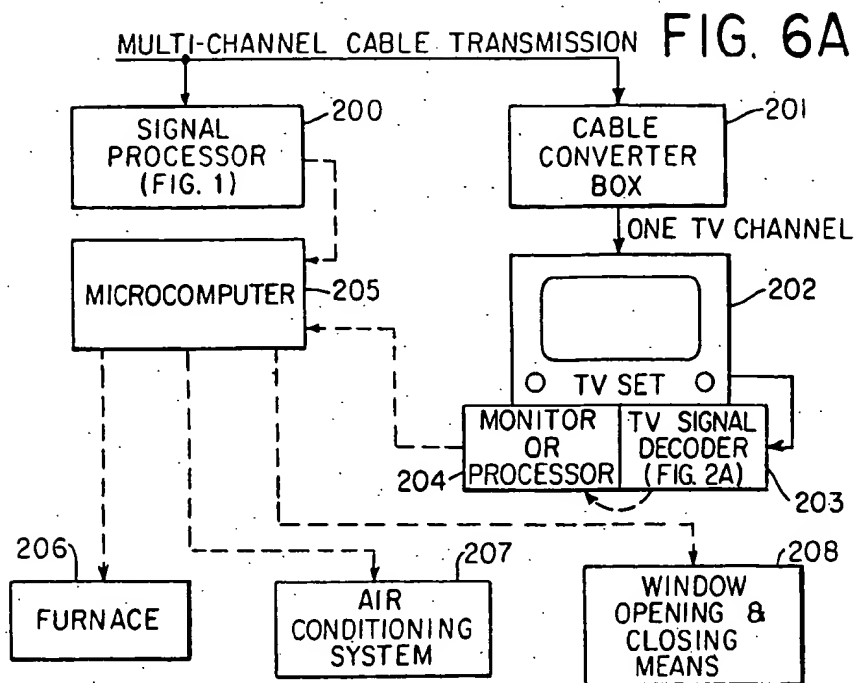 FIG. 6A
MULTI-CHANNEL CABLE TRANSMISSION
200
SIGNAL
PROCESSOR
(FIG. 1)
201
CABLE
CONVERTER
BOX
ONE TV CHANNEL
MICROCOMPUTER
205
202
TV SET
MONITOR
OR
PROCESSOR
204
TV SIGNAL
DECODER
(FIG. 2A)
203
206
FURNACE
207
AIR
CONDITIONING
SYSTEM
208
WINDOW
OPENING &
CLOSING
MEANS